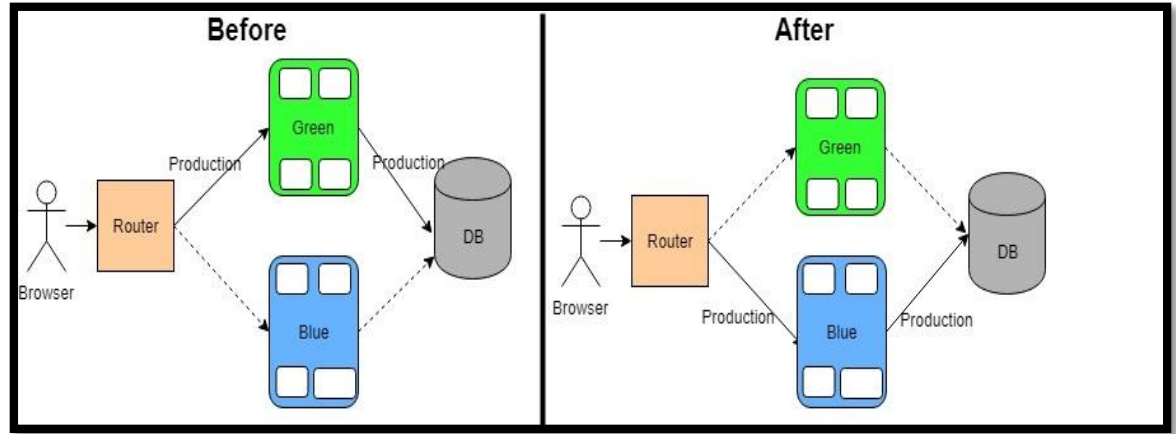 Before
Green
Production
Production
Router
DB
Browser
Blue
After
Green
Router
DB
Browser
Production
Production
Blue